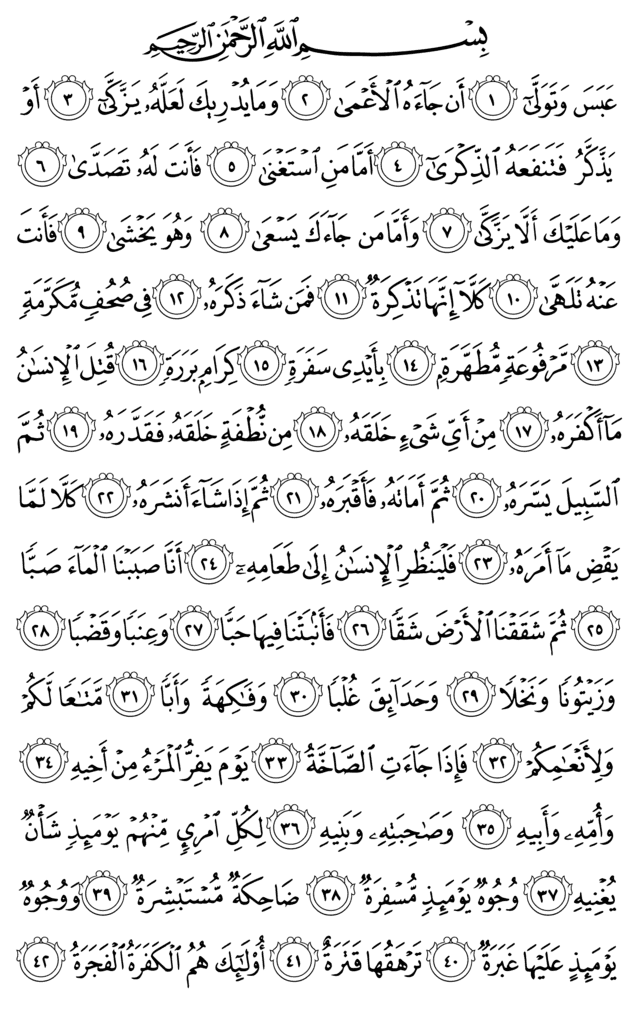 بِسْمِ ٱللَّهِ ٱلرَّحْمَٰنِ ٱلرَّحِيمِ
عَبَسَ وَتَوَلَّىٰٓ ١ أَن جَآءَهُ ٱلْأَعْمَىٰ ٢ وَمَا يُدْرِيكَ لَعَلَّهُۥ يَزَّكَّىٰٓ ٣ أَوْ
يَذَّكَّرُ فَتَنفَعَهُ ٱلذِّكْرَىٰٓ ٤ أَمَّا مَنِ ٱسْتَغْنَىٰ ٥ فَأَنتَ لَهُۥ تَصَدَّىٰ ٦
وَمَا عَلَيْكَ أَلَّا يَزَّكَّىٰ ٧ وَأَمَّا مَن جَآءَكَ يَسْعَىٰ ٨ وَهُوَ يَخْشَىٰ ٩ فَأَنتَ
عَنْهُ تَلَهَّىٰ ١٠ كَلَّآ إِنَّهَا تَذْكِرَةٌ ١١ فَمَن شَآءَ ذَكَرَهُۥ ١٢ فِى صُحُفٍ مُّكَرَّمَةٍ
١٣ مَّرْفُوعَةٍ مُّطَهَّرَةٍۭ ١٤ بِأَيْدِى سَفَرَةٍ ١٥ كِرَامٍۭ بَرَرَةٍ ١٦ قُتِلَ ٱلْإِنسَٰنُ
مَآ أَكْفَرَهُۥ ١٧ مِنْ أَىِّ شَىْءٍ خَلَقَهُۥ ١٨ مِن نُّطْفَةٍ خَلَقَهُۥ فَقَدَّرَهُۥ ١٩ ثُمَّ
ٱلسَّبِيلَ يَسَّرَهُۥ ٢٠ ثُمَّ أَمَاتَهُۥ فَأَقْبَرَهُۥ ٢١ ثُمَّ إِذَا شَآءَ أَنشَرَهُۥ ٢٢ كَلَّا لَمَّا
يَقْضِ مَآ أَمَرَهُۥ ٢٣ فَلْيَنظُرِ ٱلْإِنسَٰنُ إِلَىٰ طَعَامِهِۦٓ ٢٤ أَنَّا صَبَبْنَا ٱلْمَآءَ صَبًّا
٢٥ ثُمَّ شَقَقْنَا ٱلْأَرْضَ شَقًّا ٢٦ فَأَنۢبَتْنَا فِيهَا حَبًّا ٢٧ وَعِنَبًا وَقَضْبًا ٢٨
وَزَيْتُونًا وَنَخْلًا ٢٩ وَحَدَآئِقَ غُلْبًا ٣٠ وَفَٰكِهَةً وَأَبًّا ٣١ مَّتَٰعًا لَّكُمْ
وَلِأَنْعَٰمِكُمْ ٣٢ فَإِذَا جَآءَتِ ٱلصَّآخَّةُ ٣٣ يَوْمَ يَفِرُّ ٱلْمَرْءُ مِنْ أَخِيهِ ٣٤
وَأُمِّهِۦ وَأَبِيهِ ٣٥ وَصَٰحِبَتِهِۦ وَبَنِيهِ ٣٦ لِكُلِّ ٱمْرِئٍ مِّنْهُمْ يَوْمَئِذٍ شَأْنٌ
يُغْنِيهِ ٣٧ وُجُوهٌ يَوْمَئِذٍ مُّسْفِرَةٌ ٣٨ ضَاحِكَةٌ مُّسْتَبْشِرَةٌ ٣٩ وَوُجُوهٌ
يَوْمَئِذٍ عَلَيْهَا غَبَرَةٌ ٤٠ تَرْهَقُهَا قَتَرَةٌ ٤١ أُو۟لَٰٓئِكَ هُمُ ٱلْكَفَرَةُ ٱلْفَجَرَةُ ٤٢